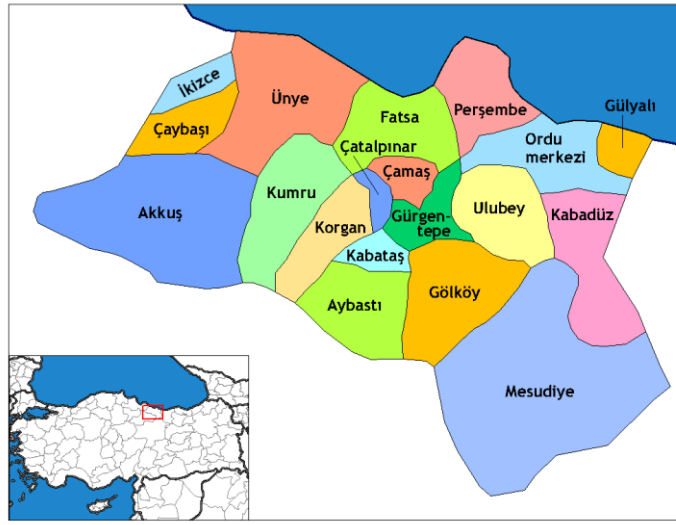 İkizce
Ünye
Perşembe
Gülyalı
Fatsa
Çaybaşı
Ordu
merkezi
Çatalpınar
Çamaş
Kumru
Akkuş
Korgan
Gürgen-
tepe
Ulubey
Kabadüz
Kabataş
Aybastı
Gölköy
Mesudiye